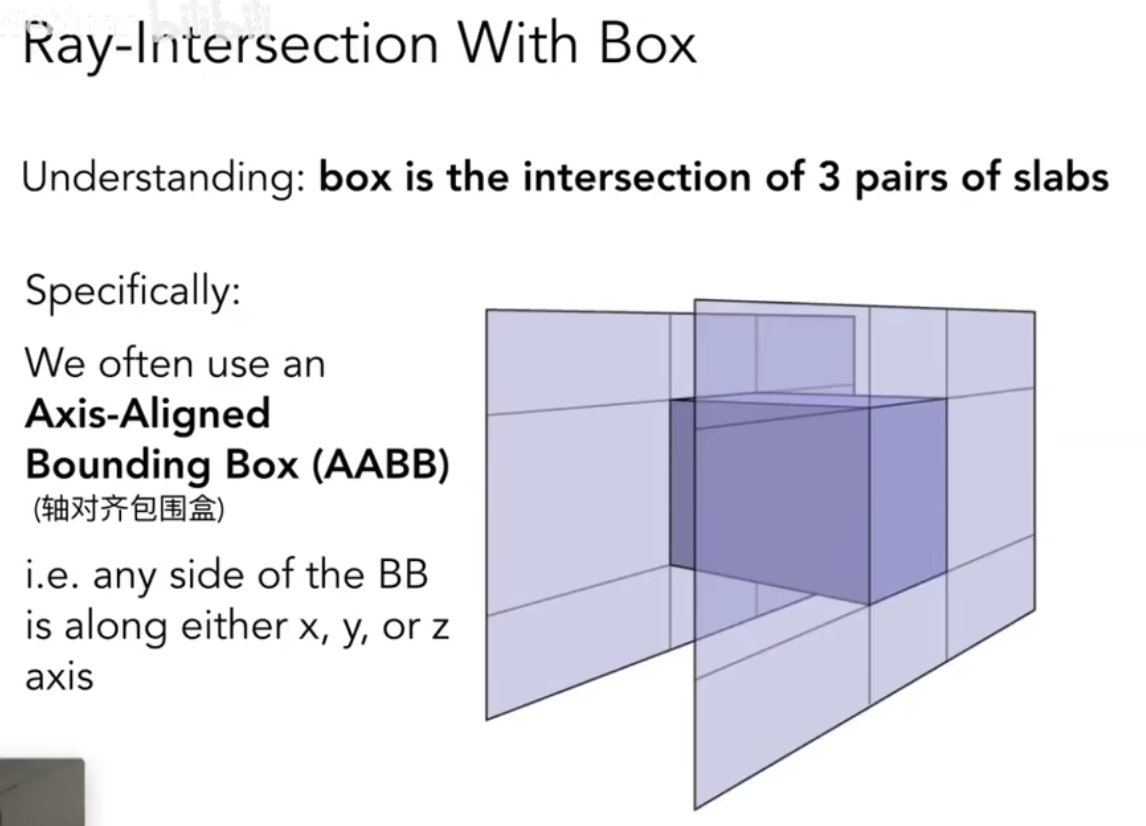 Ray-Intersection With Box
Understanding: box is the intersection of 3 pairs of slabs
Specifically:
We often use an
Axis-Aligned
Bounding Box (AABB)
(轴对齐包围盒)
i.e. any side of the BB
is along either x, y, or z
axis